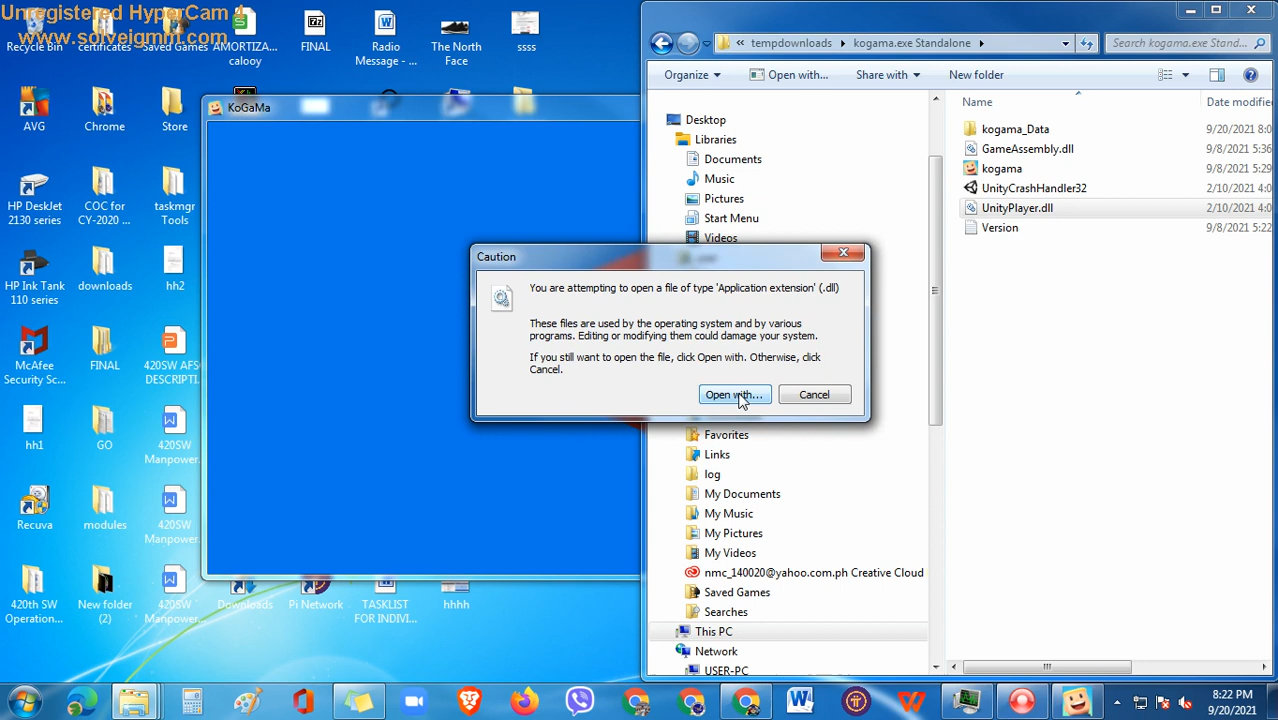 Unregistered HyperCam 4
www.solveigmm.com
Recycle Bin
certificates
Saved Games
AMORTIZA...
calooy
FINAL
Radio
Message - ...
The North
Face
ssss
AVG
Chrome
Store
HP DeskJet
2130 series
COC for
CY-2020 ...
taskmgr
Tools
HP Ink Tank
110 series
downloads
hh2
McAfee
Security Sc...
FINAL
420SW AFS
DESCRIPTI...
hh1
GO
420SW
Manpower...
Recuva
modules
420SW
Manpower...
420th SW
Operation...
New folder
(2)
420SW
Manpower...
Downloads
Pi Network
TASKLIST
FOR INDIVI...
hhhh
KoGaMa
« tempdownloads
kogama.exe Standalone
Search kogama.exe Stand...
Organize
Open with...
Share with
New folder
Desktop
Libraries
Documents
Music
Pictures
Start Menu
Videos
Favorites
Links
log
My Documents
My Music
My Pictures
My Videos
nmc_140020@yahoo.com.ph Creative Cloud
Saved Games
Searches
This PC
Network
USER-PC
Name
Date modifie
kogama_Data
9/20/2021 8:0
GameAssembly.dll
9/8/2021 5:36
kogama
9/8/2021 5:29
UnityCrashHandler32
2/10/2021 4:0
UnityPlayer.dll
2/10/2021 4:0
Version
9/8/2021 5:22
Caution
You are attempting to open a file of type 'Application extension' (.dll)
These files are used by the operating system and by various
programs. Editing or modifying them could damage your system.
If you still want to open the file, click Open with. Otherwise, click
Cancel.
Open with...
Cancel
8:22 PM
9/20/2021